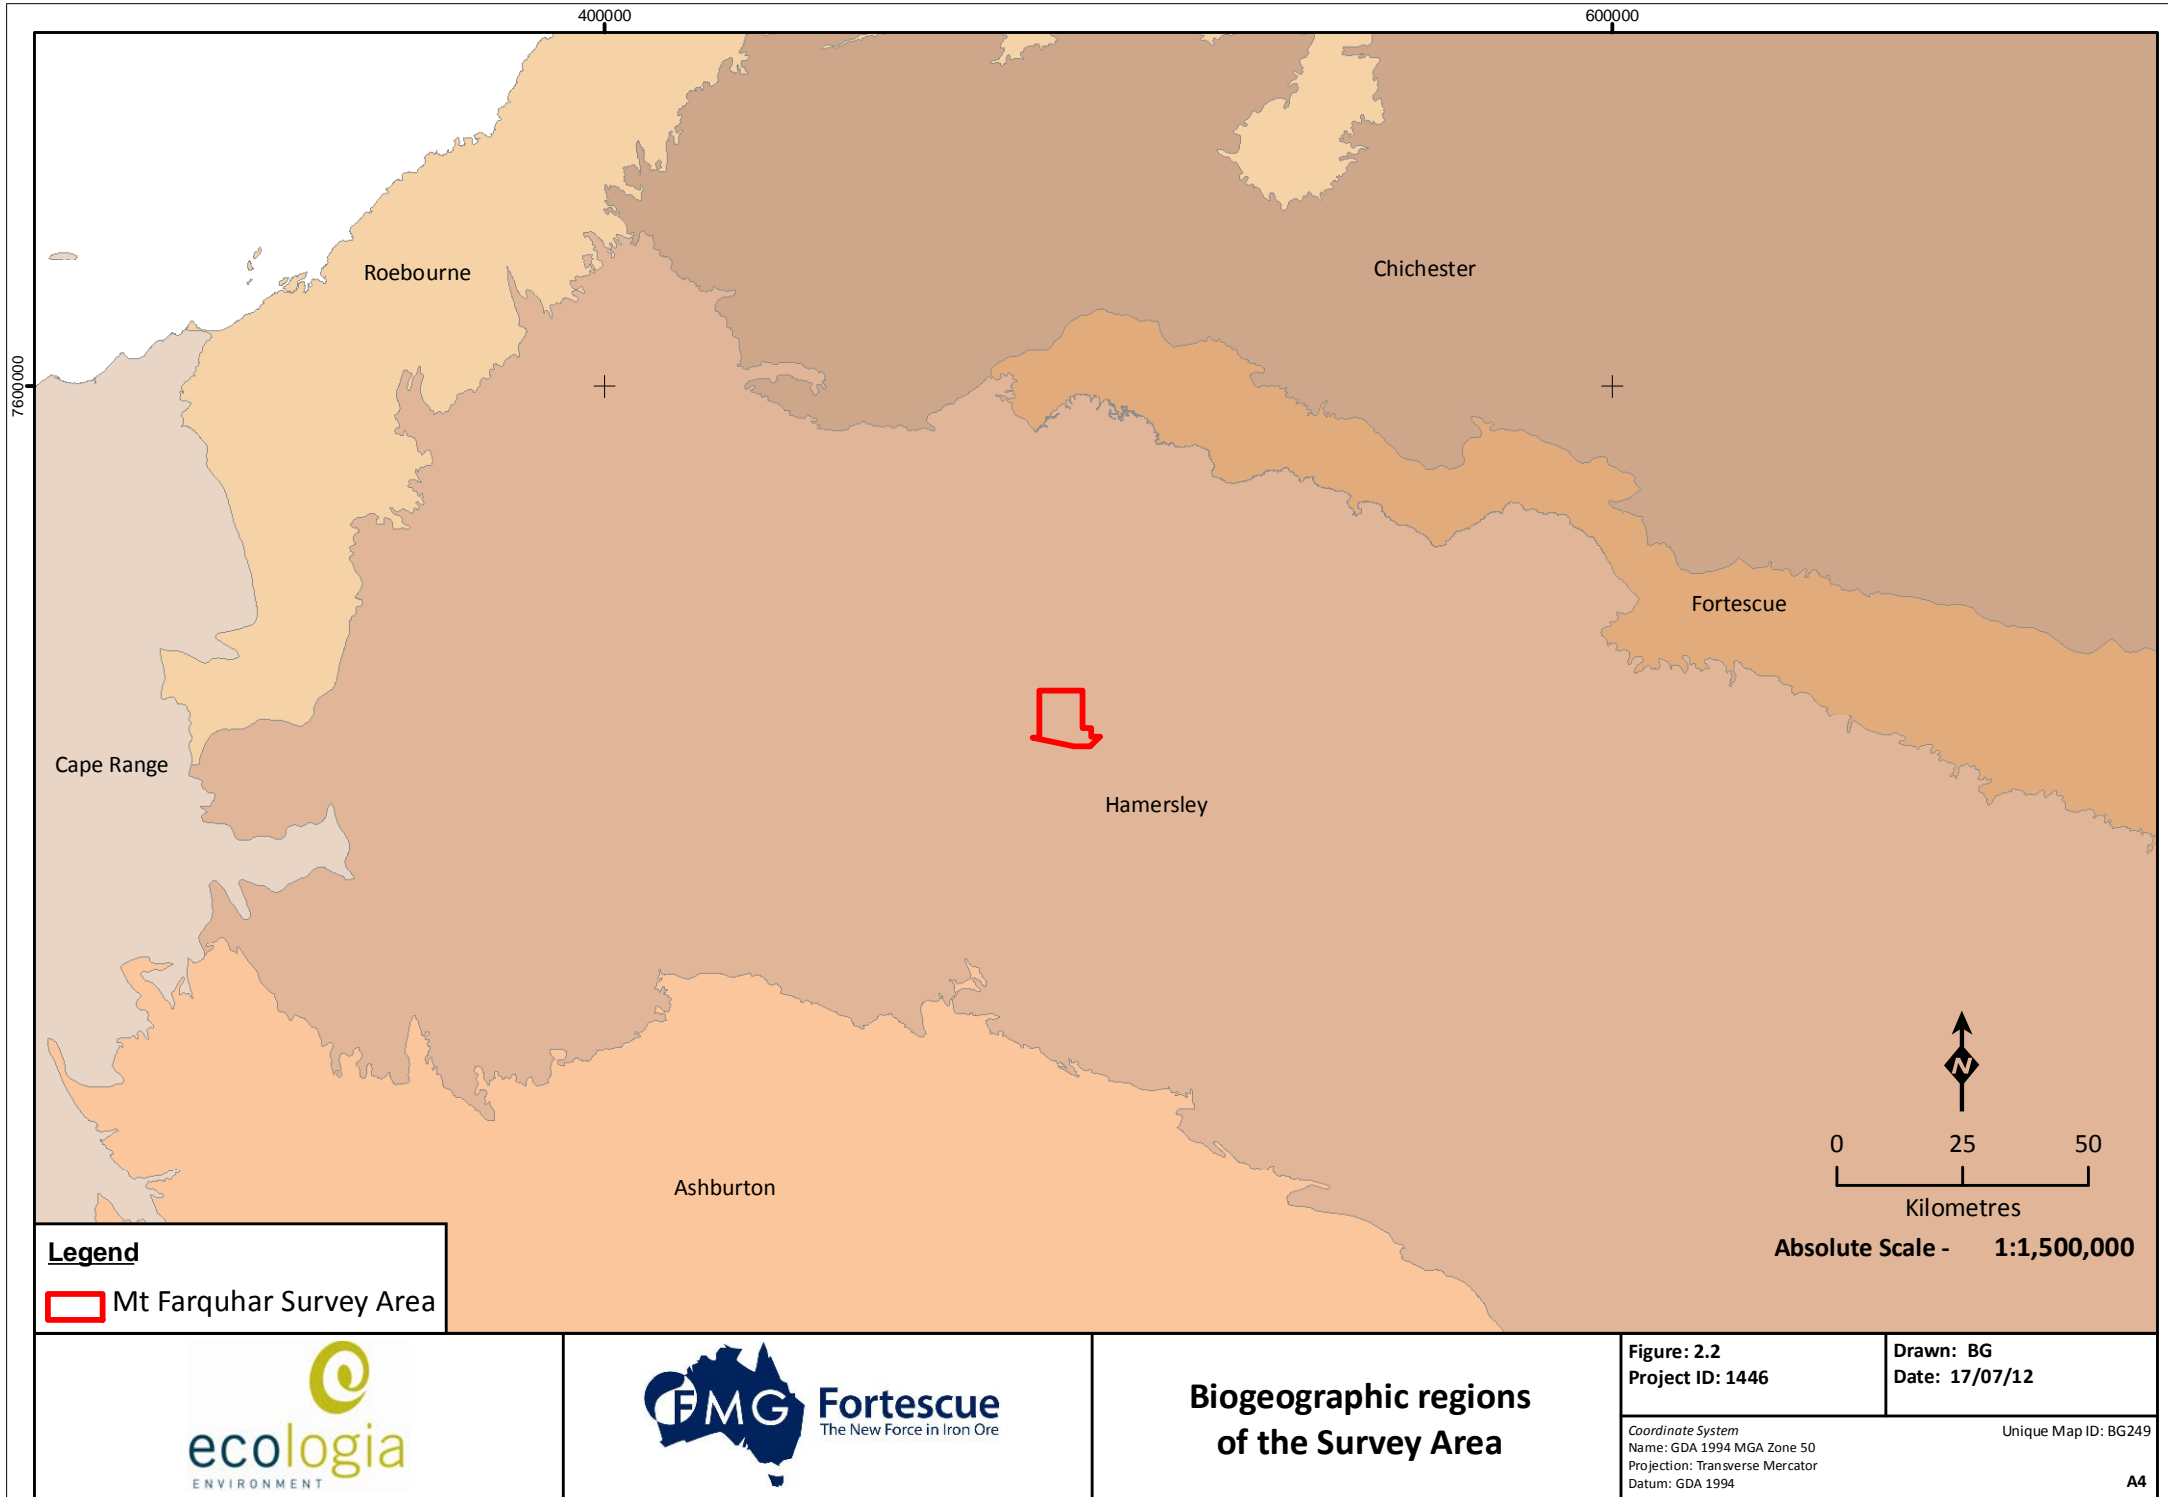 400000
600000
7600000
Roebourne
Chichester
Fortescue
Cape Range
Hamersley
Ashburton
N
0 25 50
Kilometres
Absolute Scale - 1:1,500,000
Legend
Mt Farquhar Survey Area
ecologia
ENVIRONMENT
FMG
Fortescue
The New Force in Iron Ore
Biogeographic regions
of the Survey Area
Figure: 2.2
Project ID: 1446
Drawn: BG
Date: 17/07/12
Coordinate System
Name: GDA 1994 MGA Zone 50
Projection: Transverse Mercator
Datum: GDA 1994
Unique Map ID: BG249
A4